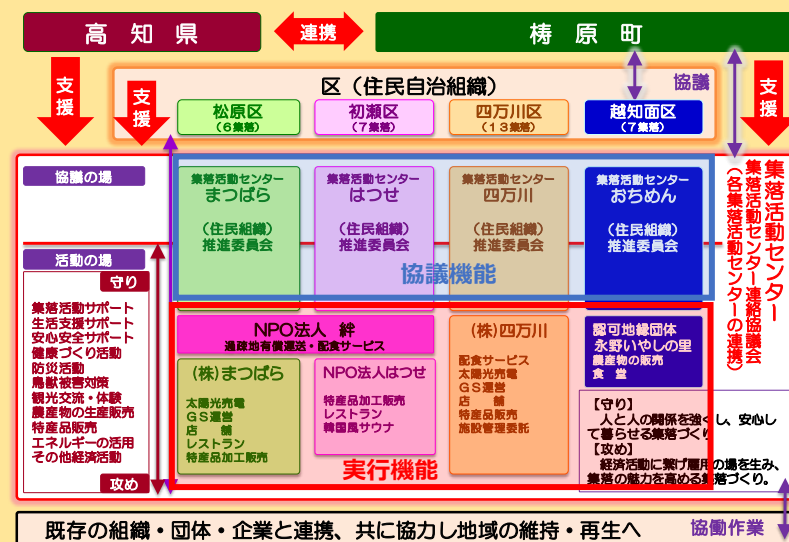 高知県
連携
梼原町
支援
支援
区（住民自治組織）
協議
支援
松原区
（6集落）
初瀬区
（7集落）
四万川区
（13集落）
越知面区
（7集落）
協議の場
集落活動センター
まつばら
（住民組織）
推進委員会
集落活動センター
はつせ
（住民組織）
推進委員会
集落活動センター
四万川
（住民組織）
推進委員会
集落活動センター
おちめん
（住民組織）
推進委員会
協議機能
集落活動センター
集落活動センター連絡協議会
（各集落活動センターの連携）
活動の場
守り
集落活動サポート
生活支援サポート
安心安全サポート
健康づくり活動
防災活動
鳥獣被害対策
観光交流・体験
農産物の生産販売
特産品販売
エネルギーの活用
その他経済活動
攻め
NPO法人 絆
過疎地有償運送・配食サービス
（株）まつばら
太陽光売電
GS運営
店　舗
レストラン
特産品加工販売
NPO法人はつせ
特産品加工販売
レストラン
韓国風サウナ
（株）四万川
配食サービス
太陽光売電
GS運営
店　舗
特産品販売
施設管理委託
認可地縁団体
永野いやしの里
農産物の販売
食　堂
実行機能
【守り】
人と人の関係を強くし、安心し
て暮らせる集落づくり
【攻め】
経済活動に繋げ雇用の場を生み、
集落の魅力を高める集落づくり。
既存の組織・団体・企業と連携、共に協力し地域の維持・再生へ
協働作業